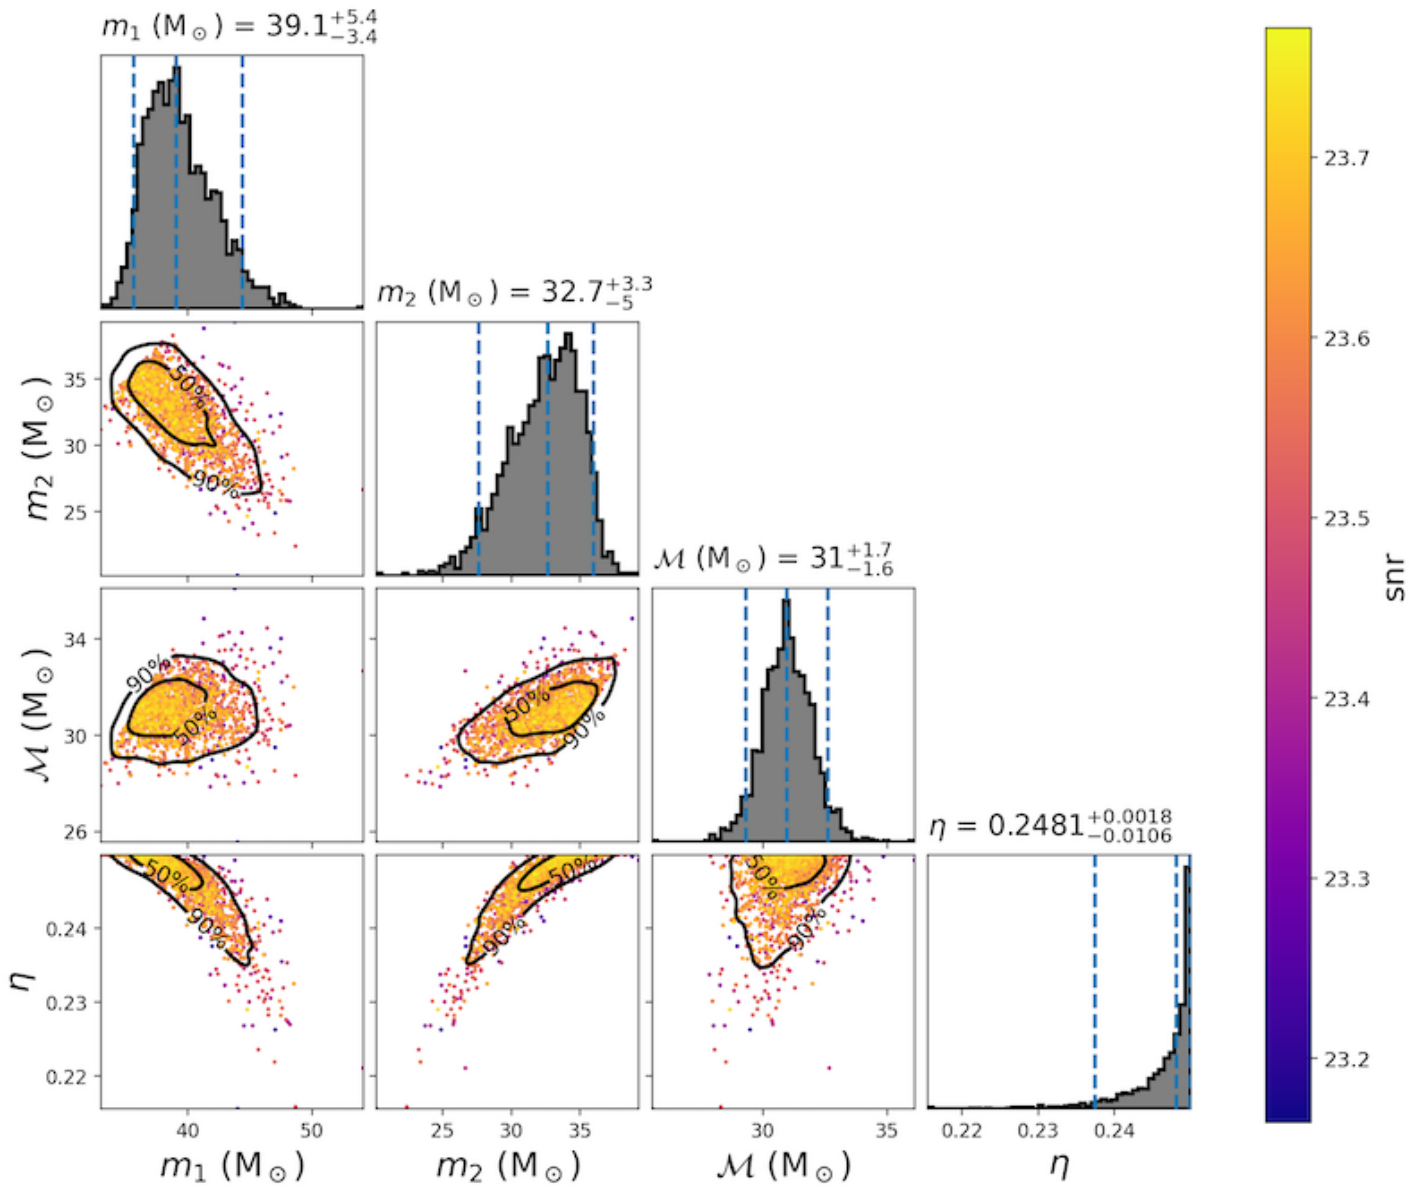 m₁ (M⊙) = 39.1 +5.4 −3.4
m₂ (M⊙) = 32.7 +3.3 −5
ℳ (M⊙) = 31 +1.7 −1.6
η = 0.2481 +0.0018 −0.0106
m₂ (M⊙)
35
30
25
50%
90%
ℳ (M⊙)
34
30
26
90%
50%
50%
90%
η
0.24
0.23
0.22
50%
90%
50%
90%
50%
90%
40 50
25 30 35
30 35
0.22 0.23 0.24
m₁ (M⊙)
m₂ (M⊙)
ℳ (M⊙)
η
23.7
23.6
23.5
23.4
23.3
23.2
snr